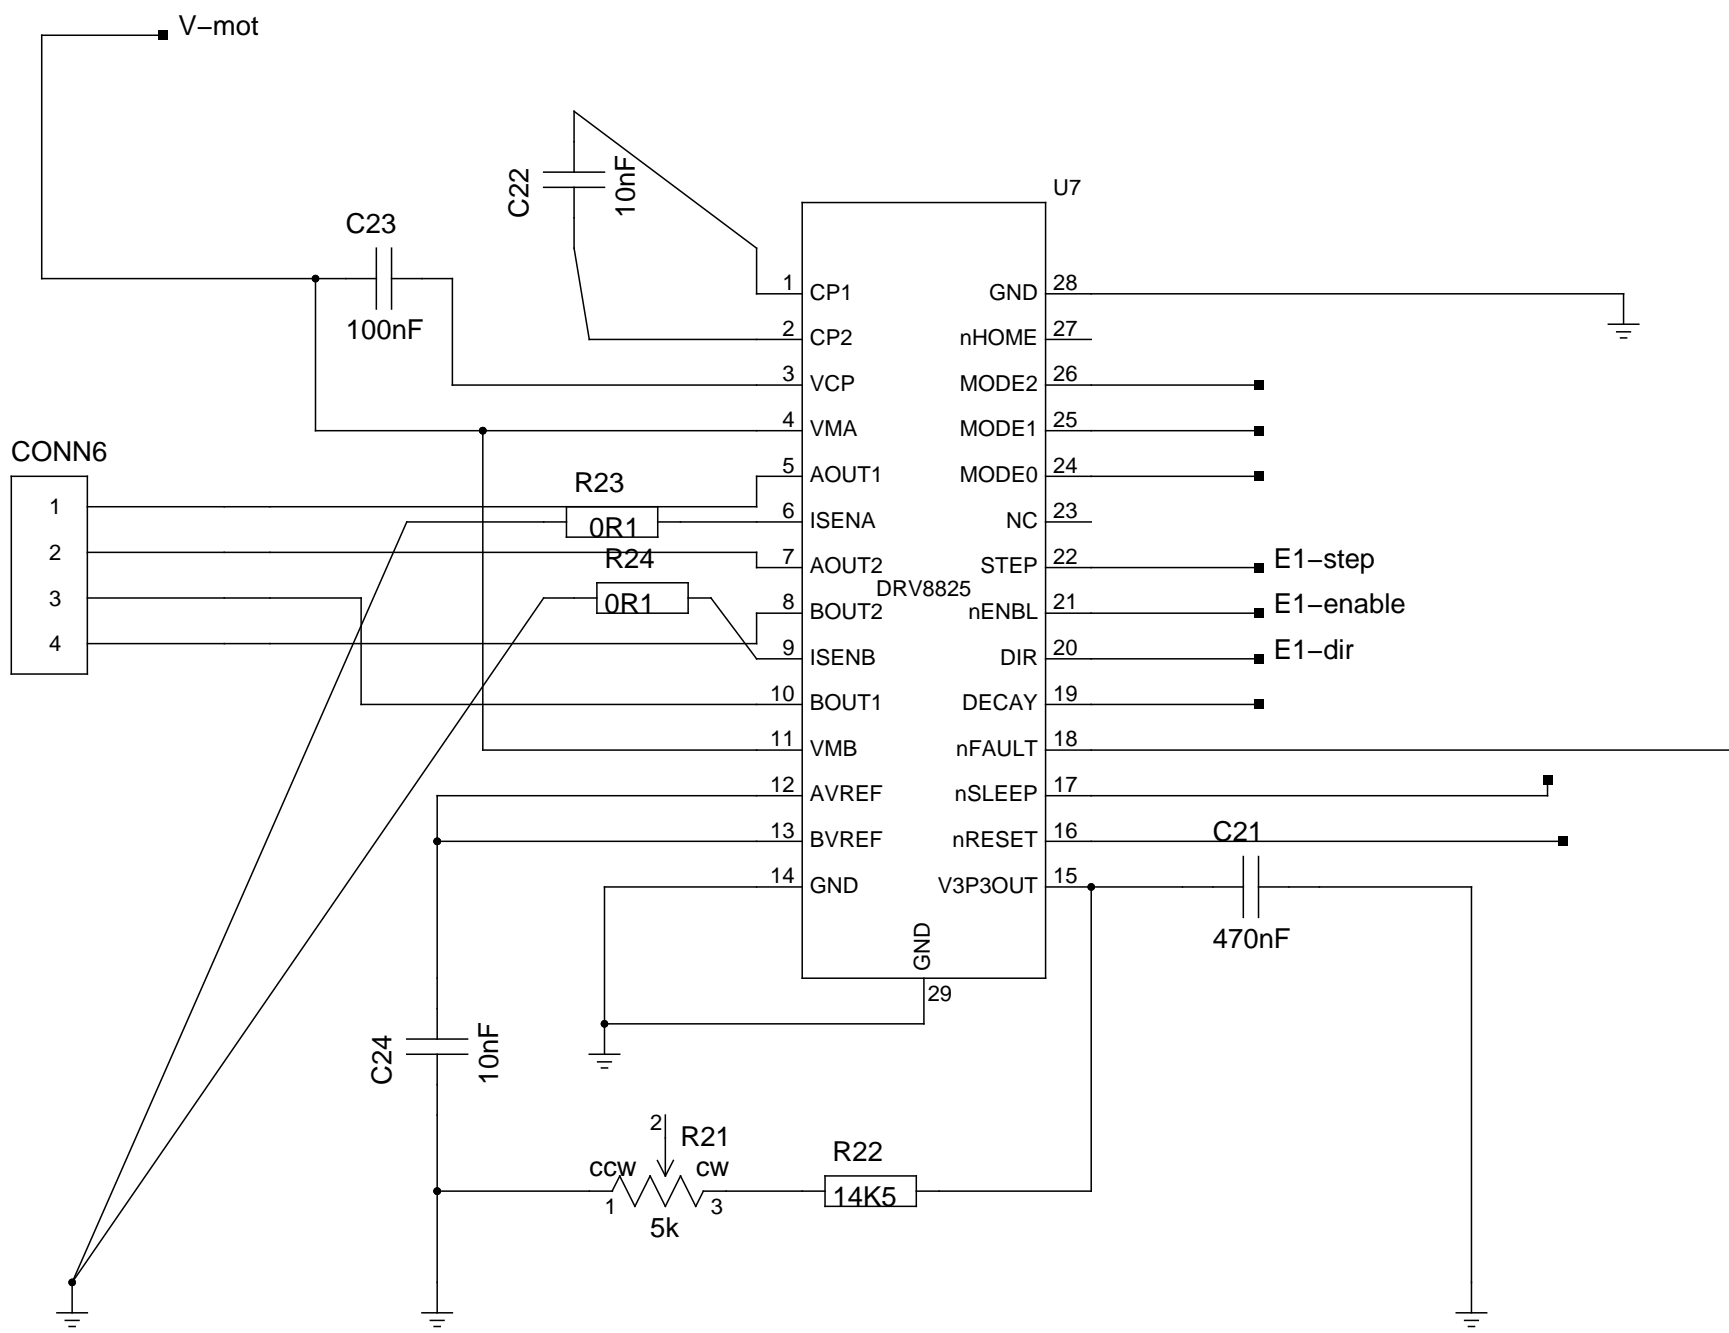 V−mot
C22
10nF
U7
C23
100nF
1 CP1
GND 28
2 CP2
nHOME 27
3 VCP
MODE2 26
4 VMA
MODE1 25
CONN6
5 AOUT1
MODE0 24
R23
1
6 ISENA
NC 23
0R1
2
R24
7 AOUT2
STEP 22
E1−step
DRV8825
3
0R1
8 BOUT2
nENBL 21
E1−enable
4
9 ISENB
DIR 20
E1−dir
10 BOUT1
DECAY 19
11 VMB
nFAULT 18
12 AVREF
nSLEEP 17
13 BVREF
nRESET 16
C21
14 GND
V3P3OUT 15
470nF
GND
29
C24
10nF
2
R21
ccw
cw
1
3
5k
R22
14K5